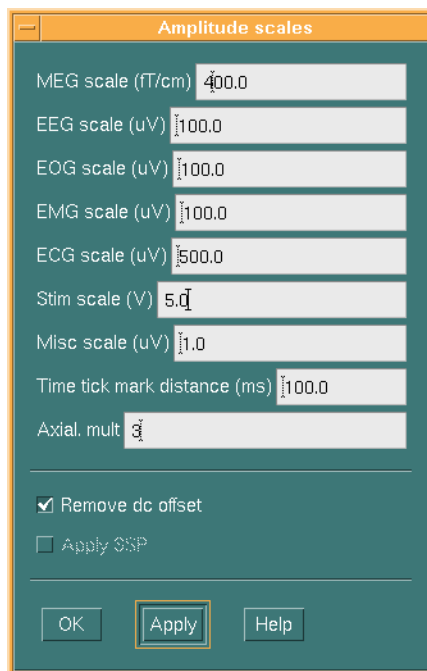 Amplitude scales
MEG scale (fT/cm) 400.0
EEG scale (uV) 100.0
EOG scale (uV) 100.0
EMG scale (uV) 100.0
ECG scale (uV) 500.0
Stim scale (V) 5.0
Misc scale (uV) 1.0
Time tick mark distance (ms) 100.0
Axial. mult 3
Remove dc offset
Apply SSP
OK Apply Help